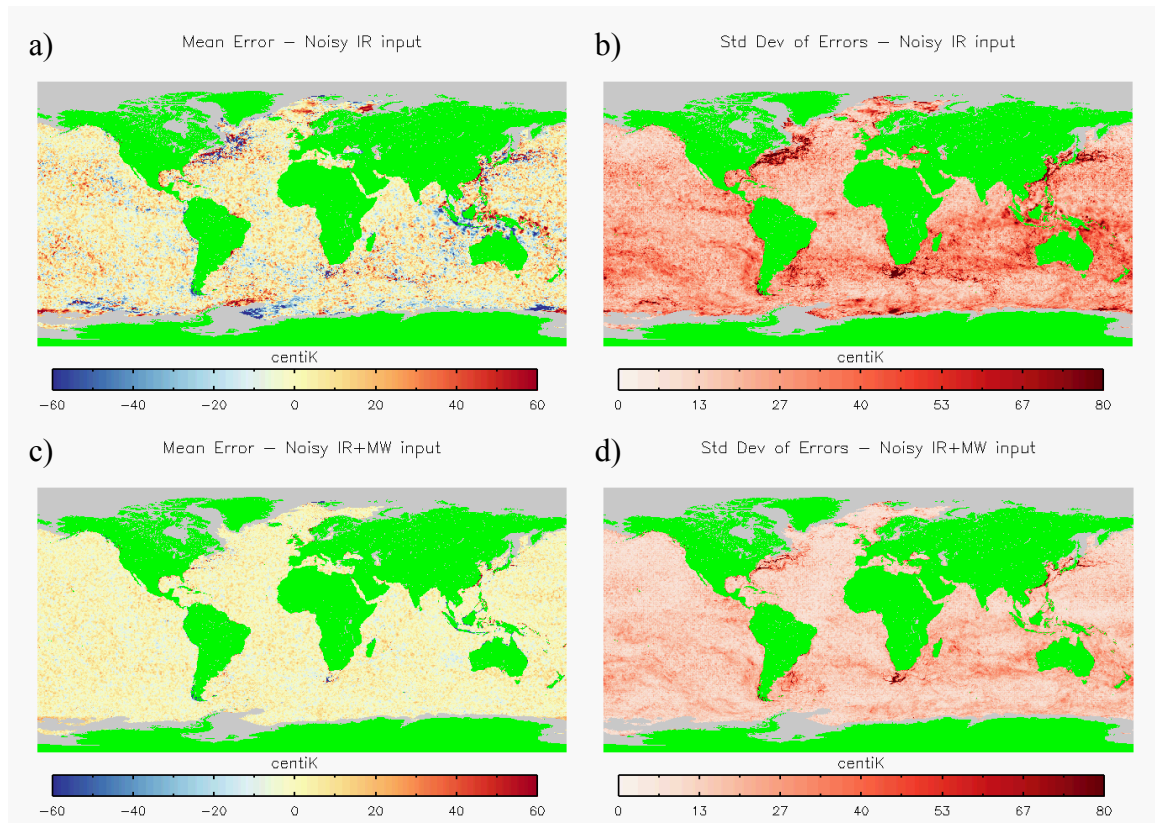 a) Mean Error – Noisy IR input
b) Std Dev of Errors – Noisy IR input
centiK
−60 −40 −20 0 20 40 60
centiK
0 13 27 40 53 67 80
c) Mean Error – Noisy IR+MW input
d) Std Dev of Errors – Noisy IR+MW input
centiK
−60 −40 −20 0 20 40 60
centiK
0 13 27 40 53 67 80